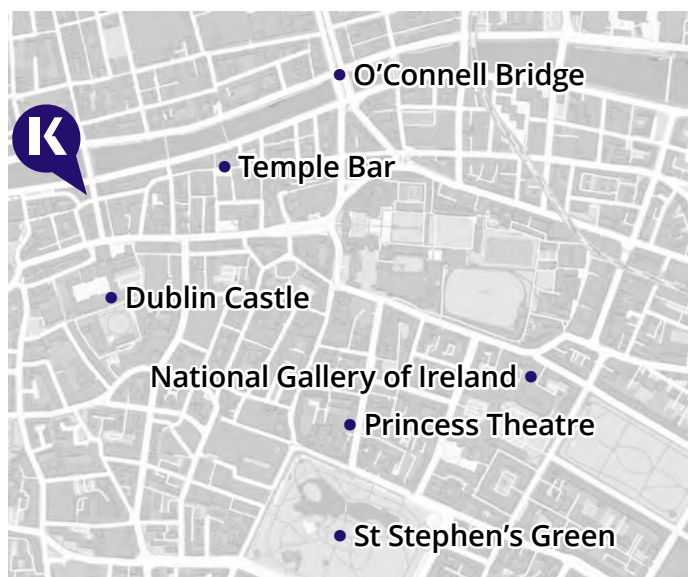 O'Connell Bridge
K
Temple Bar
Dublin Castle
National Gallery of Ireland
Princess Theatre
St Stephen's Green